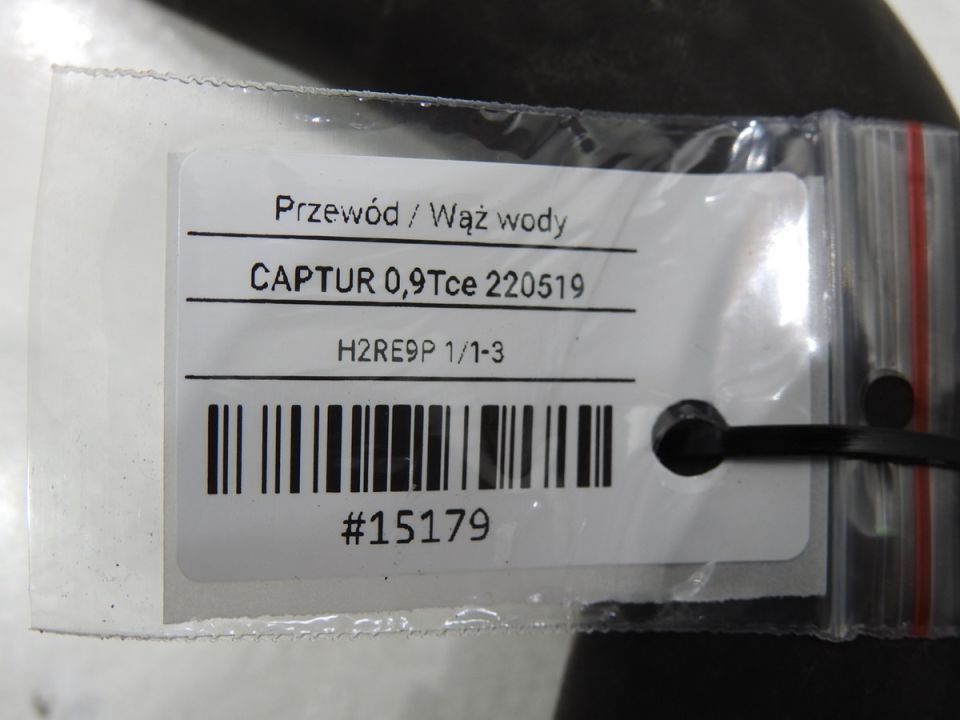 Przewód / Wąż wody
CAPTUR 0,9Tce 220519
H2RE9P 1/1-3
#15179